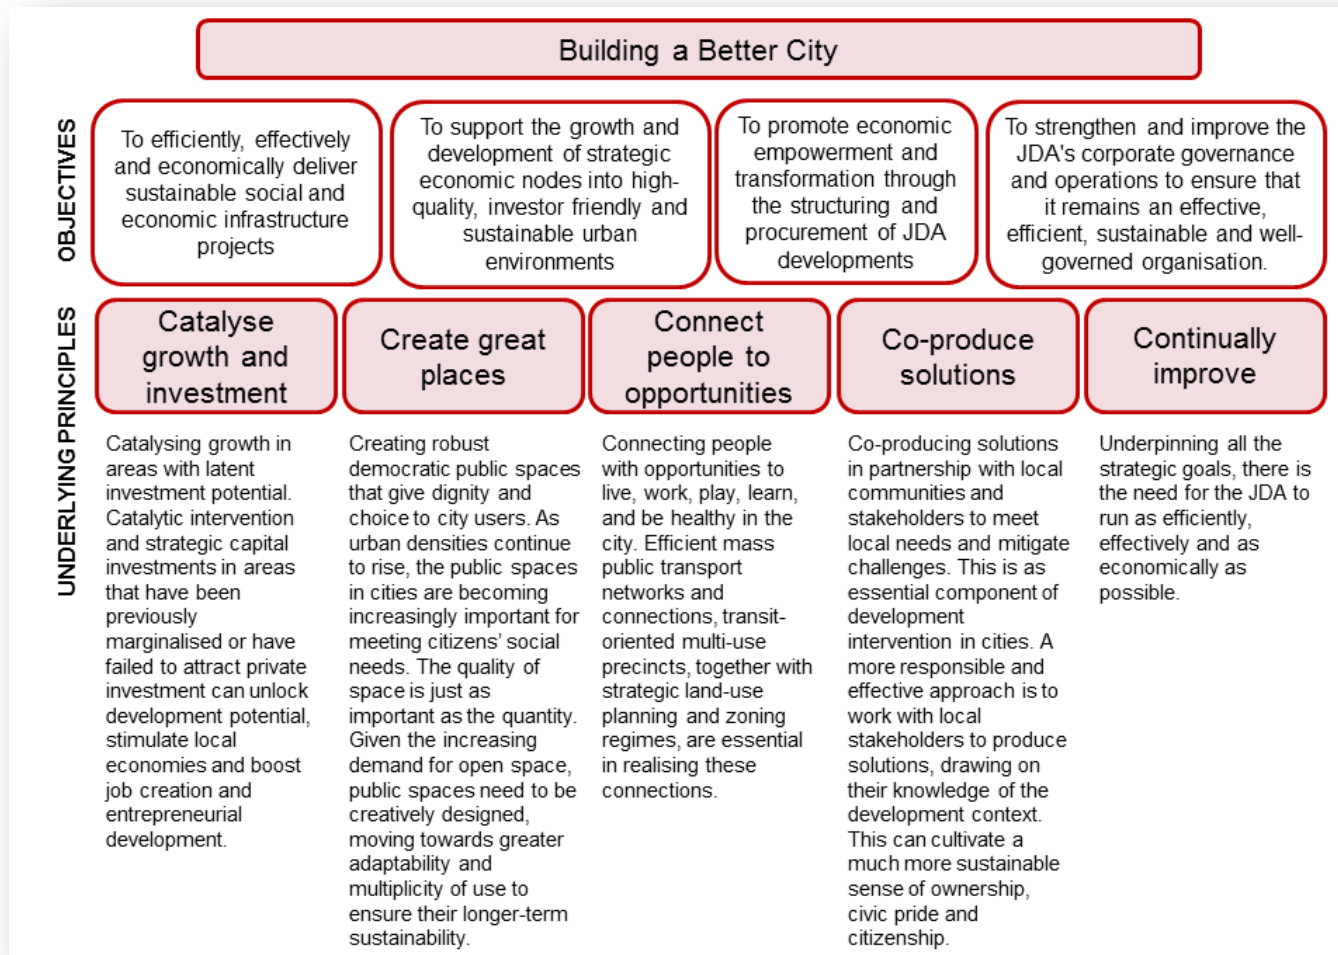 Building a Better City
OBJECTIVES
To efficiently, effectively
and economically deliver
sustainable social and
economic infrastructure
projects
To support the growth and
development of strategic
economic nodes into high-
quality, investor friendly and
sustainable urban
environments
To promote economic
empowerment and
transformation through
the structuring and
procurement of JDA
developments
To strengthen and improve the
JDA's corporate governance
and operations to ensure that
it remains an effective,
efficient, sustainable and well-
governed organisation.
UNDERLYING PRINCIPLES
Catalyse
growth and
investment
Create great
places
Connect
people to
opportunities
Co-produce
solutions
Continually
improve
Catalysing growth in
areas with latent
investment potential.
Catalytic intervention
and strategic capital
investments in areas
that have been
previously
marginalised or have
failed to attract private
investment can unlock
development potential,
stimulate local
economies and boost
job creation and
entrepreneurial
development.
Creating robust
democratic public spaces
that give dignity and
choice to city users. As
urban densities continue
to rise, the public spaces
in cities are becoming
increasingly important for
meeting citizens' social
needs. The quality of
space is just as
important as the quantity.
Given the increasing
demand for open space,
public spaces need to be
creatively designed,
moving towards greater
adaptability and
multiplicity of use to
ensure their longer-term
sustainability.
Connecting people
with opportunities to
live, work, play, learn,
and be healthy in the
city. Efficient mass
public transport
networks and
connections, transit-
oriented multi-use
precincts, together with
strategic land-use
planning and zoning
regimes, are essential
in realising these
connections.
Co-producing solutions
in partnership with local
communities and
stakeholders to meet
local needs and mitigate
challenges. This is as
essential component of
development
intervention in cities. A
more responsible and
effective approach is to
work with local
stakeholders to produce
solutions, drawing on
their knowledge of the
development context.
This can cultivate a
much more sustainable
sense of ownership,
civic pride and
citizenship.
Underpinning all the
strategic goals, there is
the need for the JDA to
run as efficiently,
effectively and as
economically as
possible.